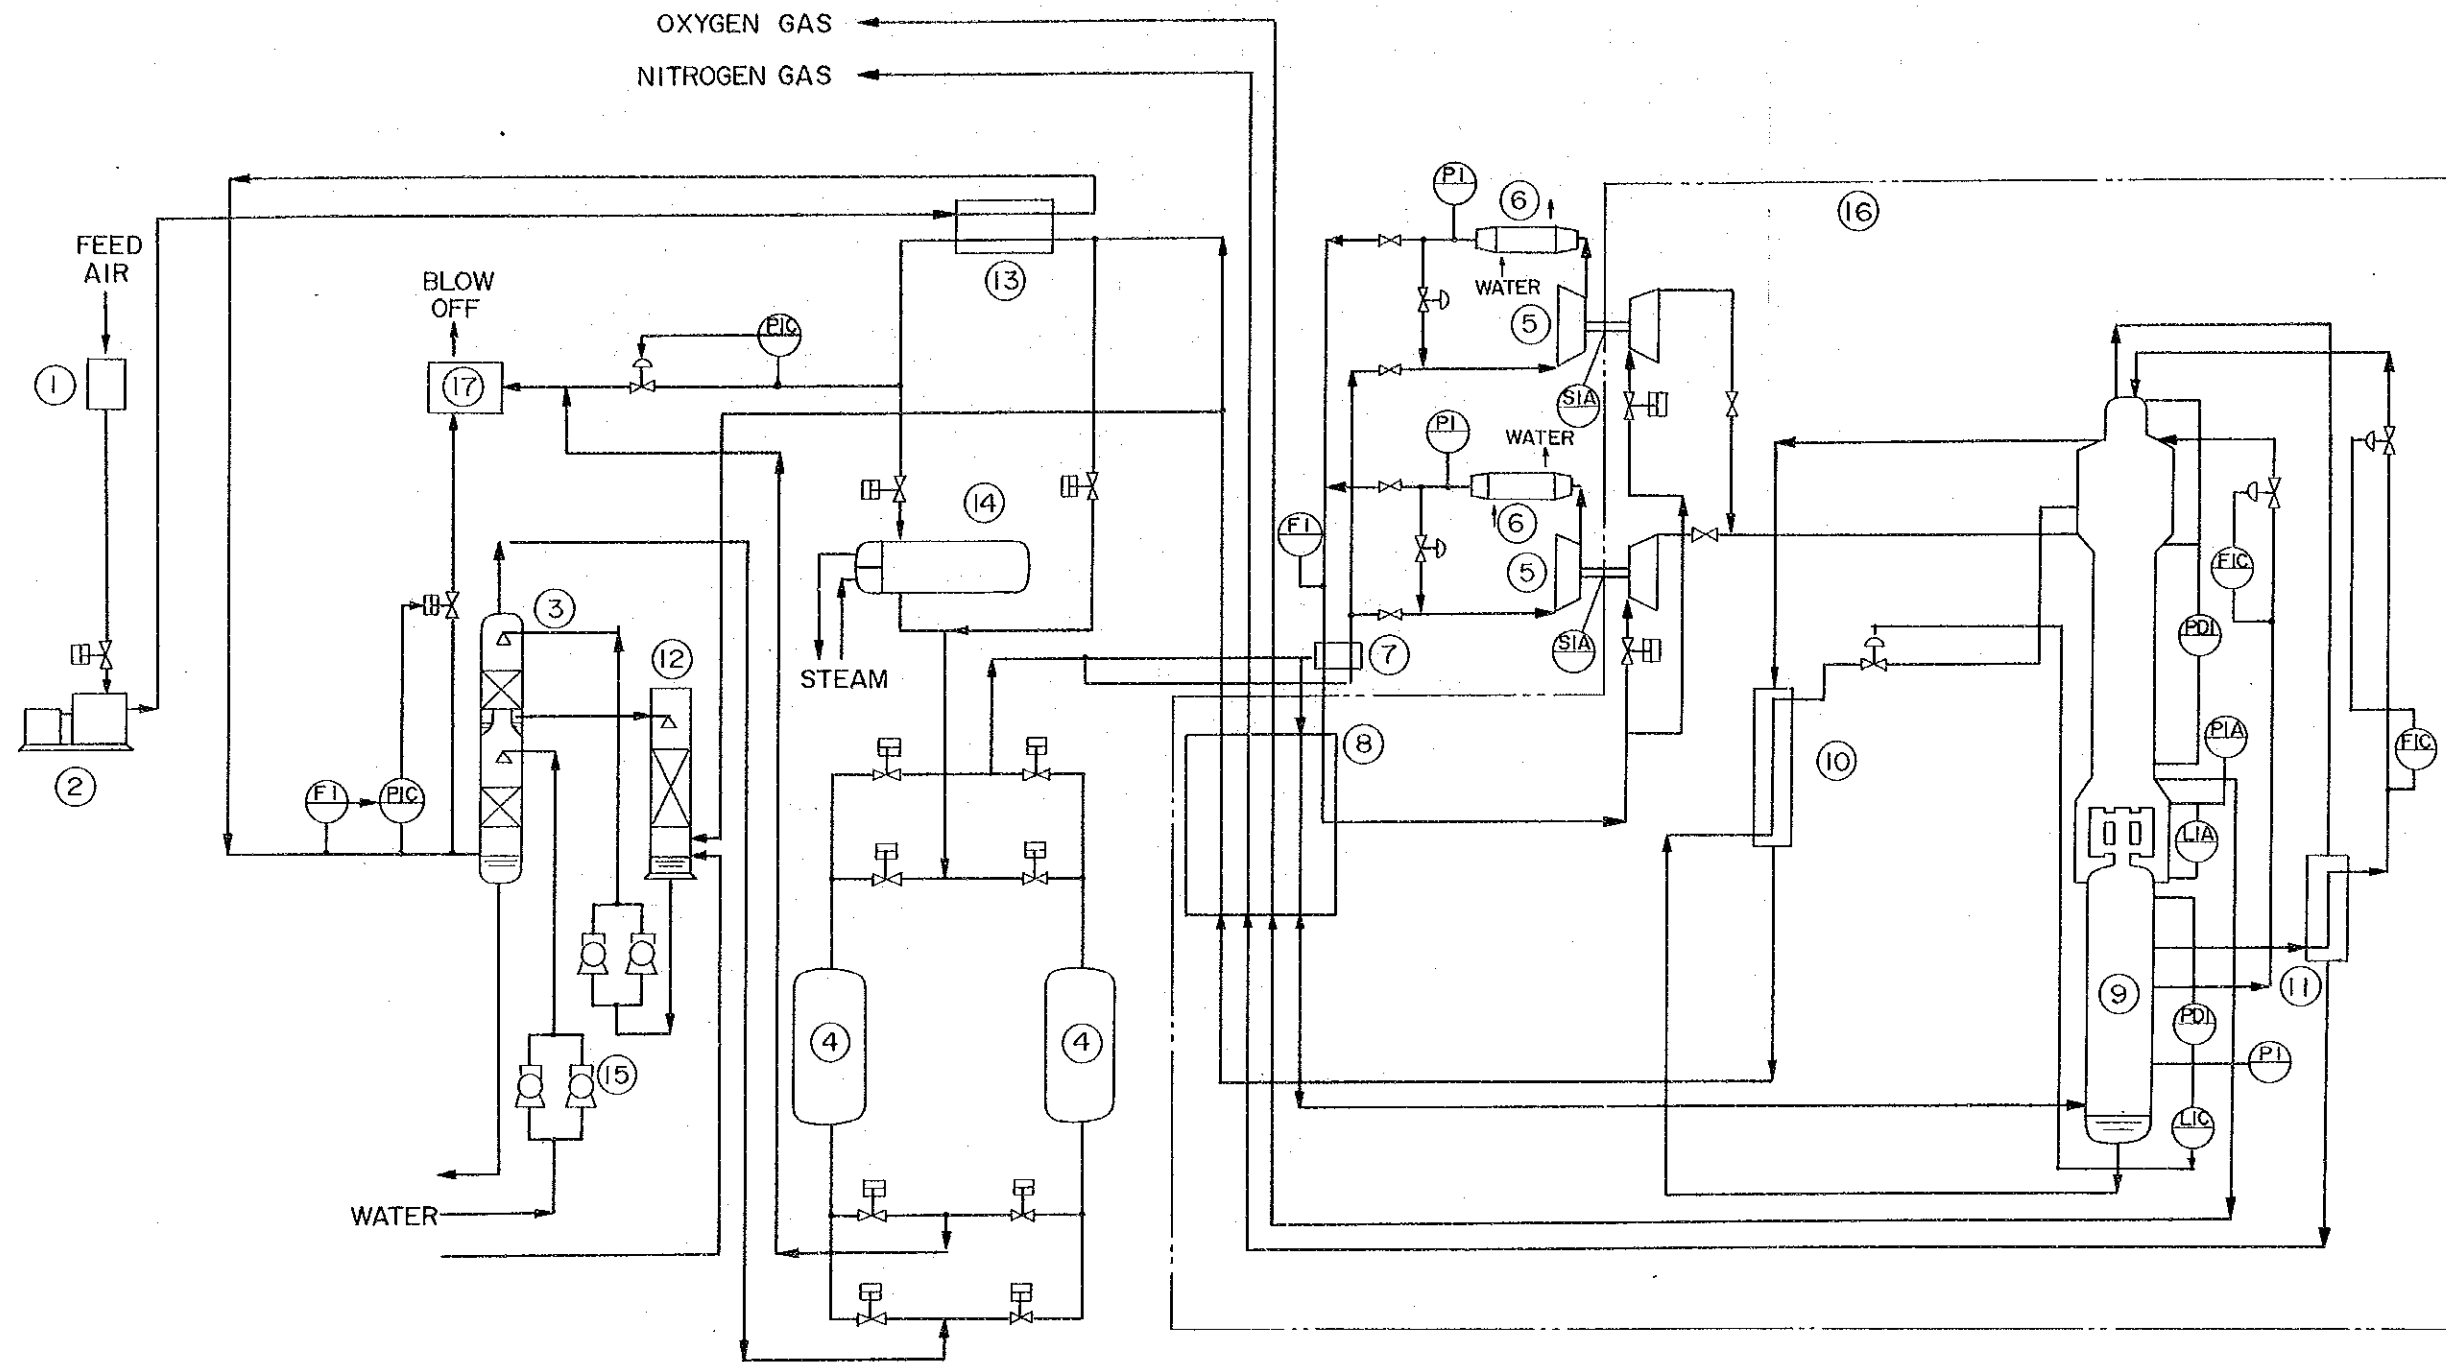 OXYGEN GAS
NITROGEN GAS
PI
6
16
FEED
AIR
13
WATER
BLOW
OFF
5
PIC
1
17
SIA
PI
WATER
14
6
FI
FIC
5
3
PDI
12
SIA
7
STEAM
PIA
8
FIC
10
2
FI
PIC
LIA
11
9
PDI
4
4
PI
15
LIC
WATER